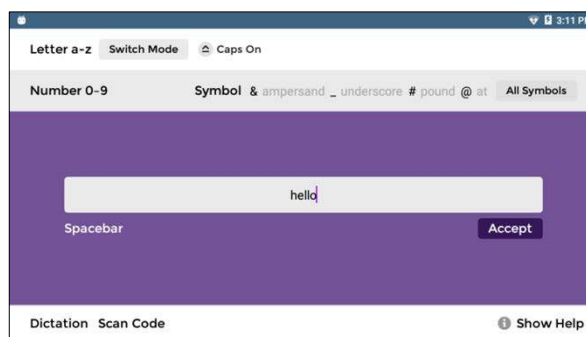 3:11 PM
Letter a-z Switch Mode Caps On
Number 0-9 Symbol & ampersand _ underscore # pound @ at All Symbols
hello
Spacebar Accept
Dictation Scan Code Show Help